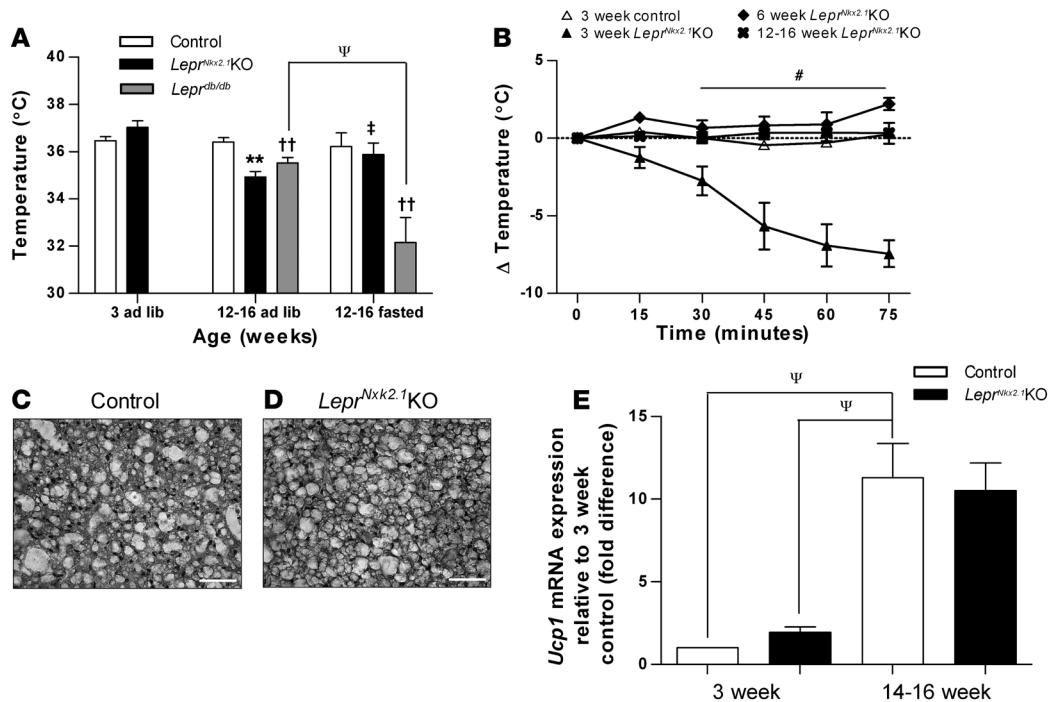 A
Control
Lepr^Nkx2.1KO
Lepr^db/db
Ψ
**
††
‡
††
Temperature (°C)
40
38
36
34
32
30
3 ad lib
12-16 ad lib
12-16 fasted
Age (weeks)
B
3 week control
6 week Lepr^Nkx2.1KO
3 week Lepr^Nkx2.1KO
12-16 week Lepr^Nkx2.1KO
#
Δ Temperature (°C)
5
0
-5
-10
0
15
30
45
60
75
Time (minutes)
C
Control
D
Lepr^Nxk2.1KO
E
Control
Lepr^Nkx2.1KO
Ψ
Ψ
Ucp1 mRNA expression
relative to 3 week
control (fold difference)
15
10
5
0
3 week
14-16 week